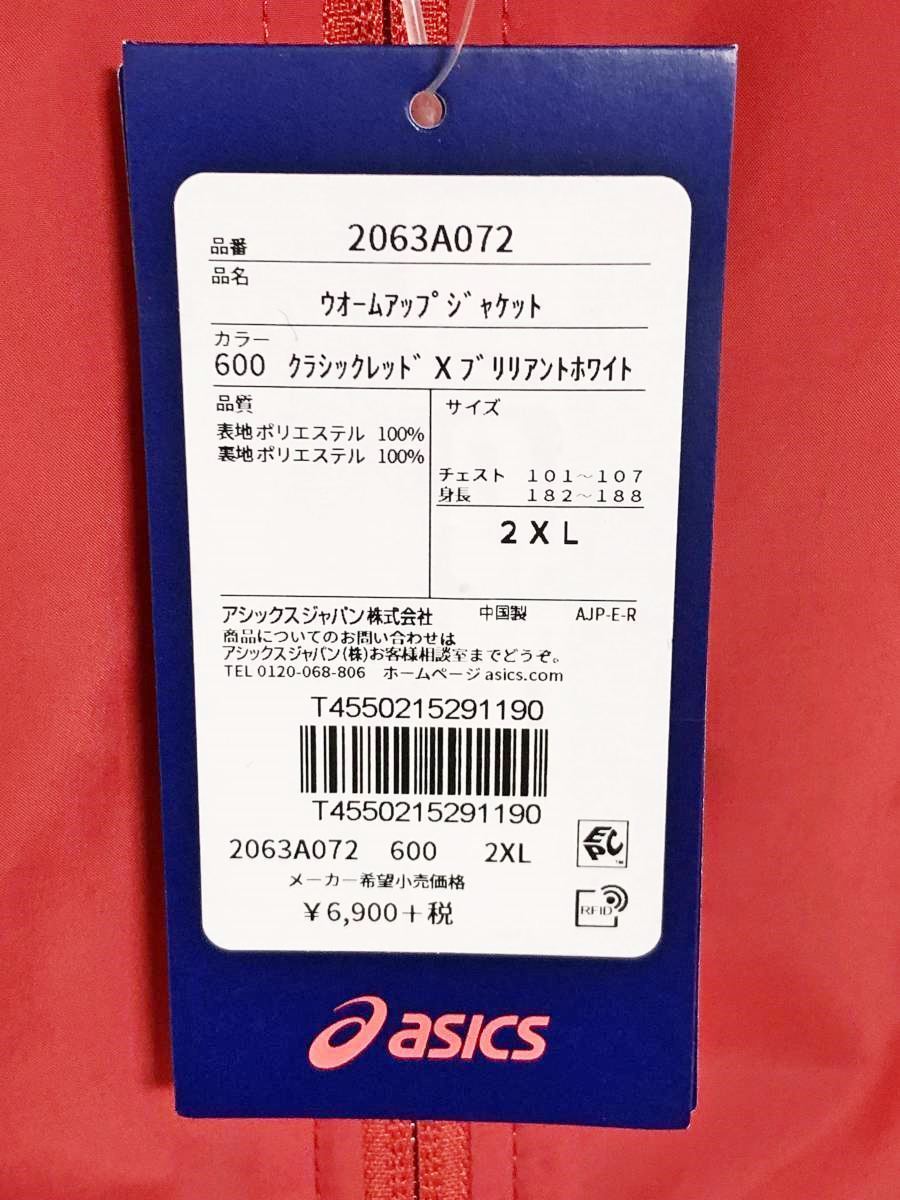 品番 2063A072
品名
ウオームアップジャケット
カラー
600 クラシックレッド X ブリリアントホワイト
品質
表地ポリエステル 100%
裏地ポリエステル 100%
サイズ
チェスト 101～107
身長 182～188
2XL
アシックスジャパン株式会社 中国製 AJP-E-R
商品についてのお問い合わせは
アシックスジャパン(株)お客様相談室までどうぞ。
TEL 0120-068-806 ホームページ asics.com
T4550215291190
T4550215291190
2063A072 600 2XL
EPC™
メーカー希望小売価格
¥6,900+税
RFID
asics